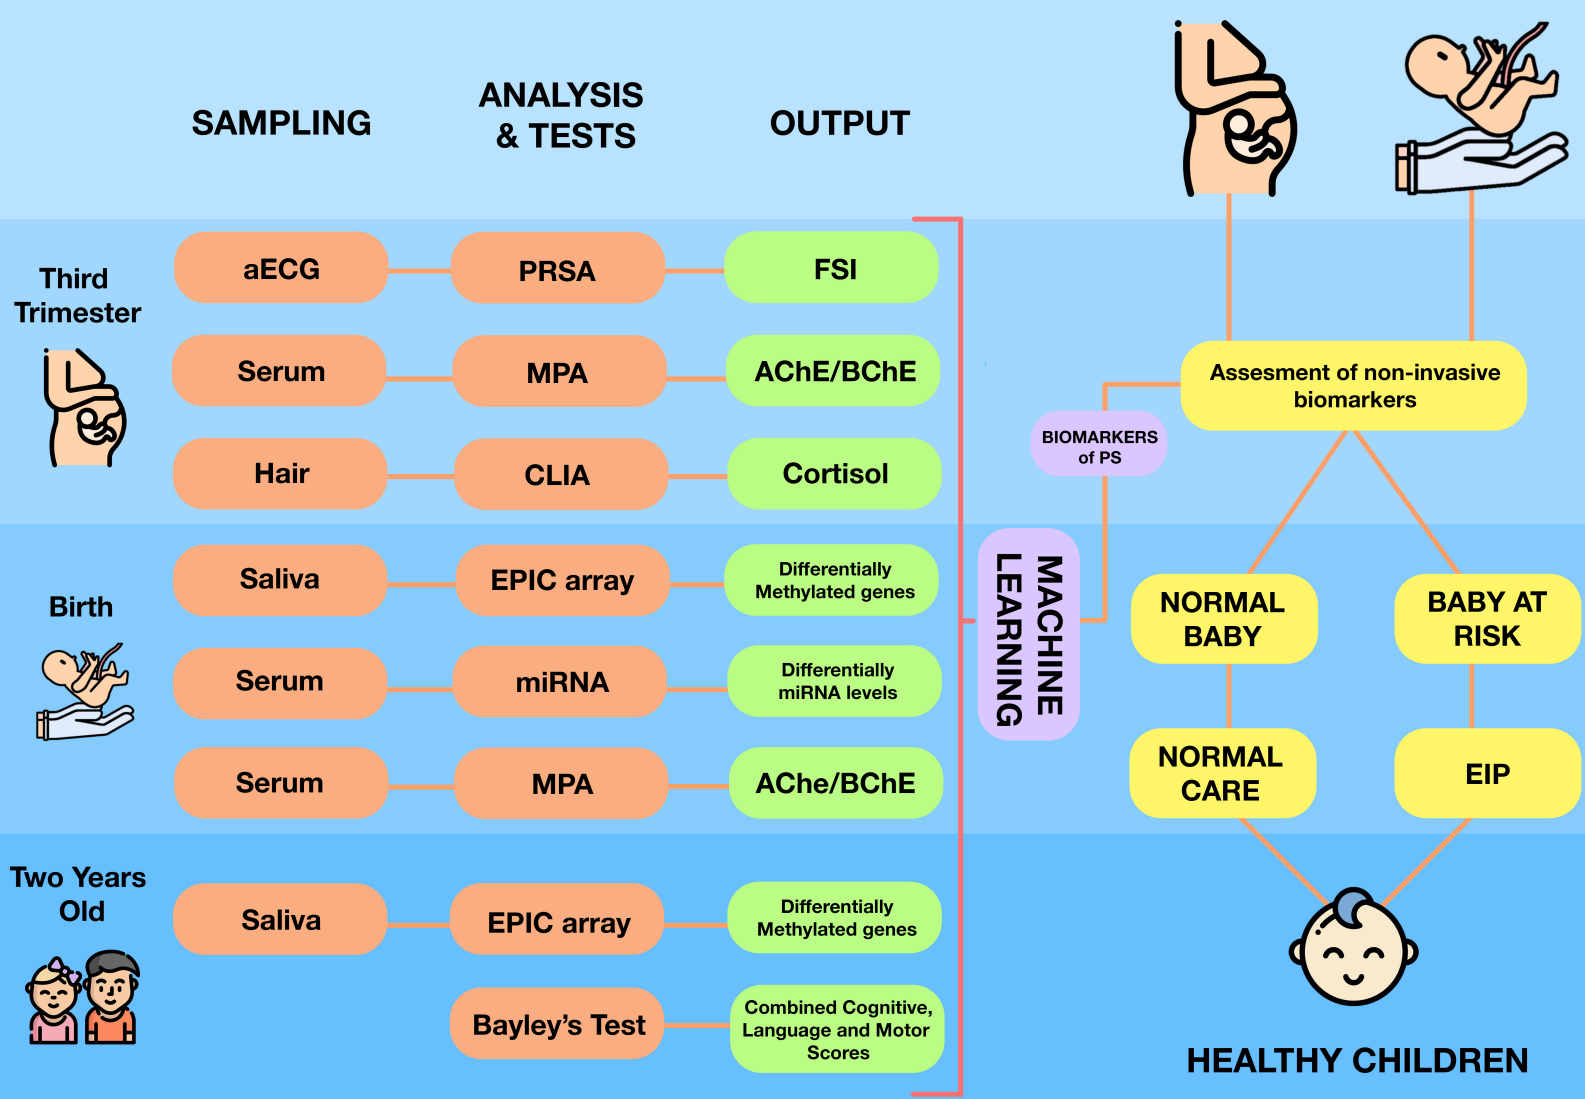 SAMPLING
ANALYSIS
& TESTS
OUTPUT
Third
Trimester
aECG
PRSA
FSI
Serum
MPA
AChE/BChE
Hair
CLIA
Cortisol
Birth
Saliva
EPIC array
Differentially
Methylated genes
Serum
miRNA
Differentially
miRNA levels
Serum
MPA
AChe/BChE
Two Years
Old
Saliva
EPIC array
Differentially
Methylated genes
Bayley’s Test
Combined Cognitive,
Language and Motor
Scores
MACHINE
LEARNING
BIOMARKERS
of PS
Assesment of non-invasive
biomarkers
NORMAL
BABY
BABY AT
RISK
NORMAL
CARE
EIP
HEALTHY CHILDREN